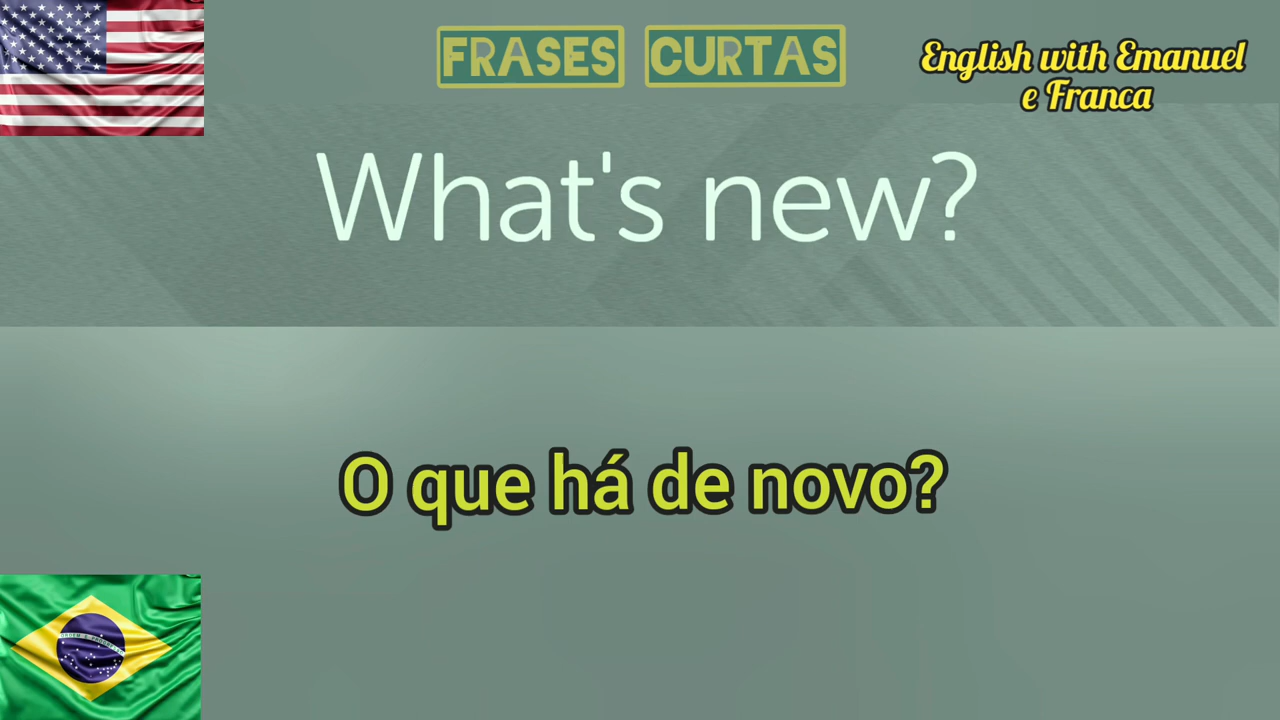 FRASES CURTAS
English with Emanuel
e Franca
What's new?
O que há de novo?